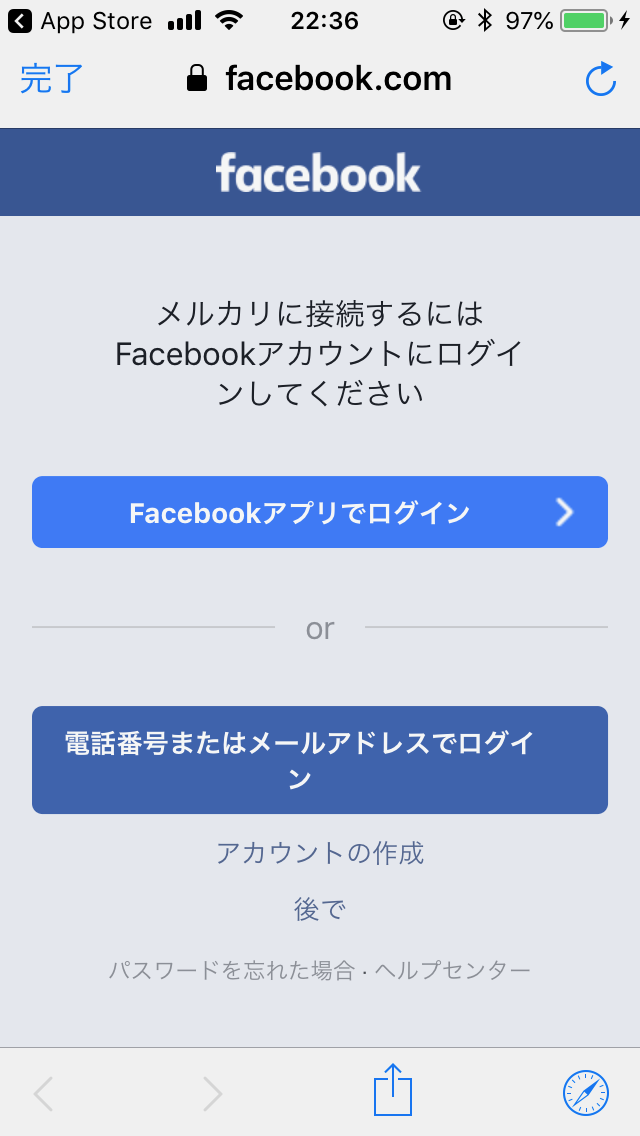 App Store 22:36 97%
完了 facebook.com
facebook
メルカリに接続するには
Facebookアカウントにログイ
ンしてください
Facebookアプリでログイン
or
電話番号またはメールアドレスでログイ
ン
アカウントの作成
後で
パスワードを忘れた場合 · ヘルプセンター